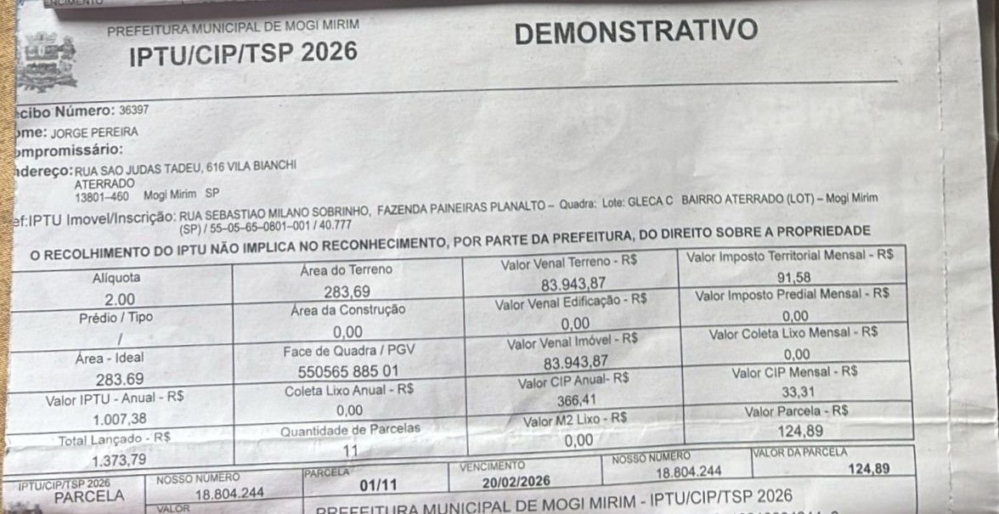 ENCIMENTO
PREFEITURA MUNICIPAL DE MOGI MIRIM
IPTU/CIP/TSP 2026
DEMONSTRATIVO
ecibo Número: 36397
ome: JORGE PEREIRA
ompromissário:
ndereço: RUA SAO JUDAS TADEU, 616 VILA BIANCHI
ATERRADO
13801-460 Mogi Mirim SP
ef:IPTU Imovel/Inscrição: RUA SEBASTIAO MILANO SOBRINHO, FAZENDA PAINEIRAS PLANALTO – Quadra: Lote: GLECA C BAIRRO ATERRADO (LOT) – Mogi Mirim
(SP) / 55-05-65-0801-001 / 40.777
O RECOLHIMENTO DO IPTU NÃO IMPLICA NO RECONHECIMENTO, POR PARTE DA PREFEITURA, DO DIREITO SOBRE A PROPRIEDADE
Alíquota Área do Terreno Valor Venal Terreno - R$ Valor Imposto Territorial Mensal - R$
2.00 283,69 83.943,87 91,58
Prédio / Tipo Área da Construção Valor Venal Edificação - R$ Valor Imposto Predial Mensal - R$
/ 0,00 0,00 0,00
Área - Ideal Face de Quadra / PGV Valor Venal Imóvel - R$ Valor Coleta Lixo Mensal - R$
283.69 550565 885 01 83.943,87 0,00
Valor IPTU - Anual - R$ Coleta Lixo Anual - R$ Valor CIP Anual- R$ Valor CIP Mensal - R$
1.007,38 0,00 366,41 33,31
Total Lançado - R$ Quantidade de Parcelas Valor M2 Lixo - R$ Valor Parcela - R$
1.373,79 11 0,00 124,89
IPTU/CIP/TSP 2026 NOSSO NÚMERO PARCELA VENCIMENTO NOSSO NÚMERO VALOR DA PARCELA
PARCELA 18.804.244 01/11 20/02/2026 18.804.244 124,89
VALOR PREFEITURA MUNICIPAL DE MOGI MIRIM - IPTU/CIP/TSP 2026